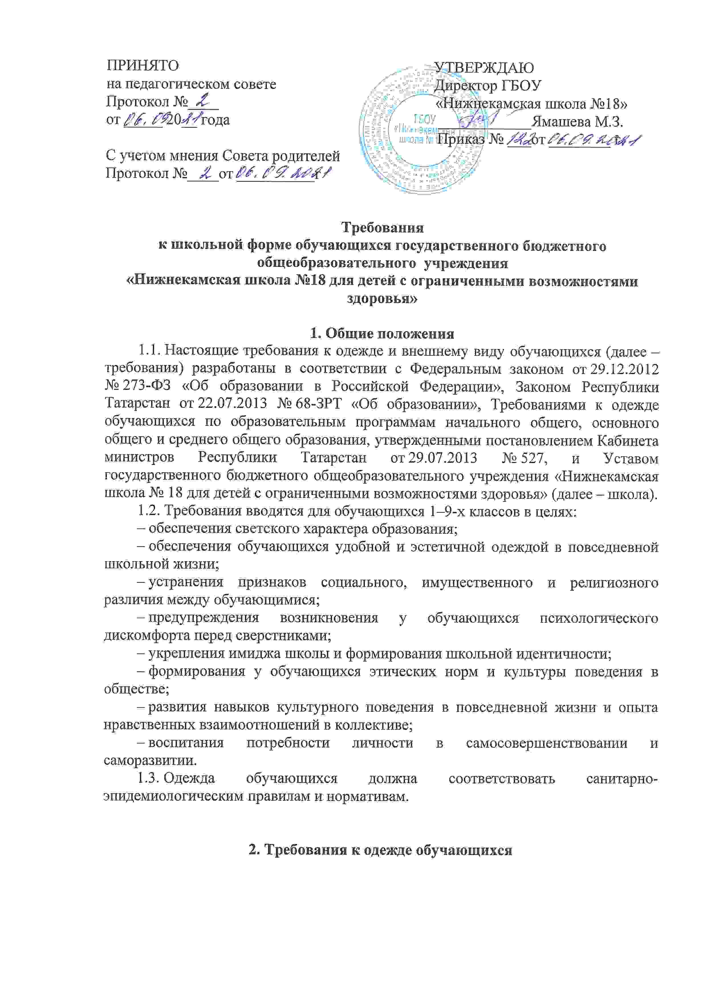 ПРИНЯТО
на педагогическом совете
Протокол № 2
от 06.09 2021 года
С учетом мнения Совета родителей
Протокол № 2 от 06.09.2021
УТВЕРЖДАЮ
Директор ГБОУ
«Нижнекамская школа №18»
Ямашева М.З.
Приказ № 122 от 06.09.2021
ГБОУ
«Нижнекамская
школа №18
Требования
к школьной форме обучающихся государственного бюджетного
общеобразовательного учреждения
«Нижнекамская школа №18 для детей с ограниченными возможностями
здоровья»
1. Общие положения
1.1. Настоящие требования к одежде и внешнему виду обучающихся (далее –
требования) разработаны в соответствии с Федеральным законом от 29.12.2012
№ 273-ФЗ «Об образовании в Российской Федерации», Законом Республики
Татарстан от 22.07.2013 № 68-ЗРТ «Об образовании», Требованиями к одежде
обучающихся по образовательным программам начального общего, основного
общего и среднего общего образования, утвержденными постановлением Кабинета
министров Республики Татарстан от 29.07.2013 № 527, и Уставом
государственного бюджетного общеобразовательного учреждения «Нижнекамская
школа № 18 для детей с ограниченными возможностями здоровья» (далее – школа).
1.2. Требования вводятся для обучающихся 1–9-х классов в целях:
– обеспечения светского характера образования;
– обеспечения обучающихся удобной и эстетичной одеждой в повседневной
школьной жизни;
– устранения признаков социального, имущественного и религиозного
различия между обучающимися;
– предупреждения возникновения у обучающихся психологического
дискомфорта перед сверстниками;
– укрепления имиджа школы и формирования школьной идентичности;
– формирования у обучающихся этических норм и культуры поведения в
обществе;
– развития навыков культурного поведения в повседневной жизни и опыта
нравственных взаимоотношений в коллективе;
– воспитания потребности личности в самосовершенствовании и
саморазвитии.
1.3. Одежда обучающихся должна соответствовать санитарно-
эпидемиологическим правилам и нормативам.
2. Требования к одежде обучающихся